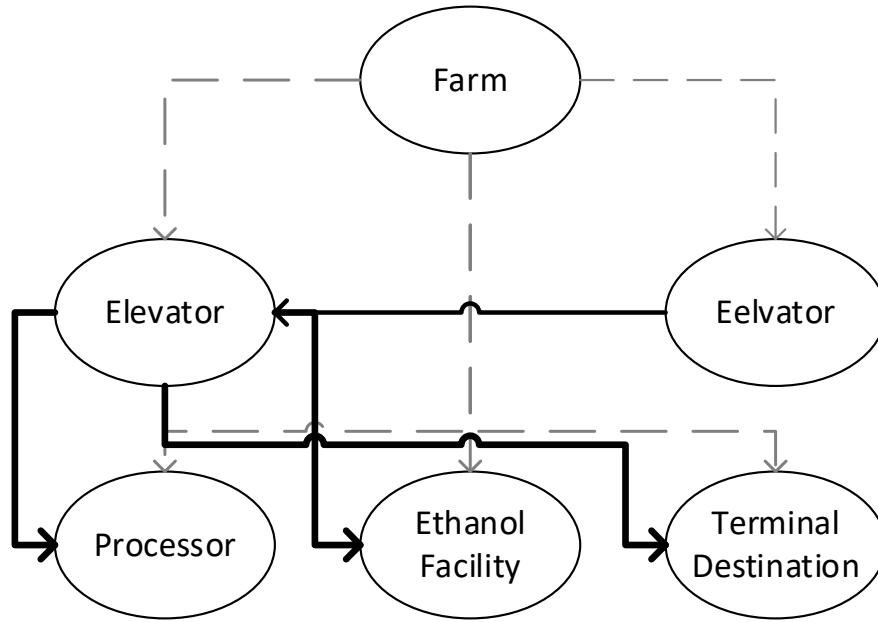 Farm
Elevator
Eelvator
Processor
Ethanol
Facility
Terminal
Destination